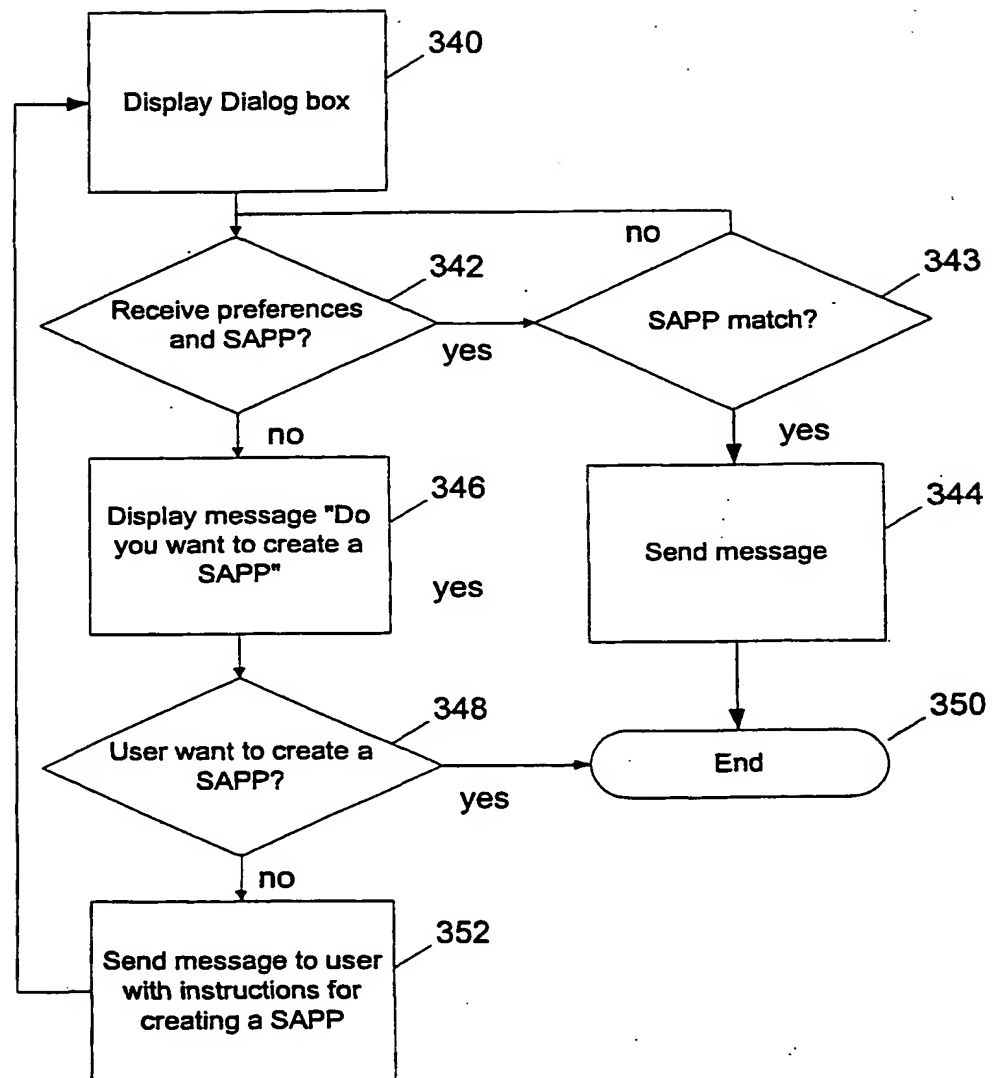 340
Display Dialog box
no
342
343
Receive preferences
and SAPP?
SAPP match?
yes
no
yes
346
344
Display message "Do
you want to create a
SAPP"
Send message
yes
348
350
User want to create a
SAPP?
End
yes
no
352
Send message to user
with instructions for
creating a SAPP